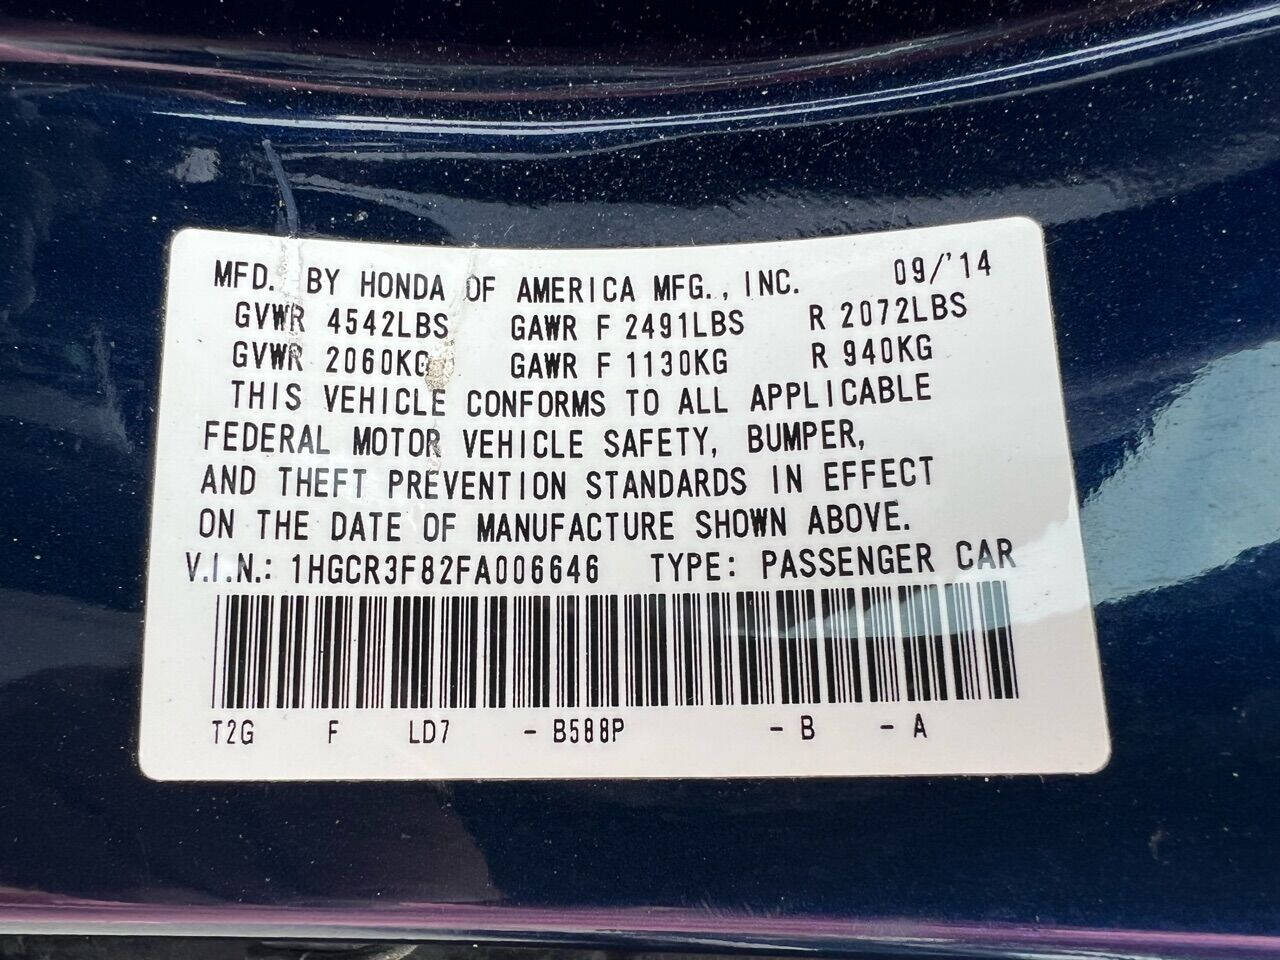 MFD. BY HONDA OF AMERICA MFG., INC. 09/'14
GVWR 4542LBS GAWR F 2491LBS R 2072LBS
GVWR 2060KG GAWR F 1130KG R 940KG
THIS VEHICLE CONFORMS TO ALL APPLICABLE
FEDERAL MOTOR VEHICLE SAFETY, BUMPER,
AND THEFT PREVENTION STANDARDS IN EFFECT
ON THE DATE OF MANUFACTURE SHOWN ABOVE.
V.I.N.: 1HGCR3F82FA006646 TYPE: PASSENGER CAR
T2G F LD7 - B588P - B - A